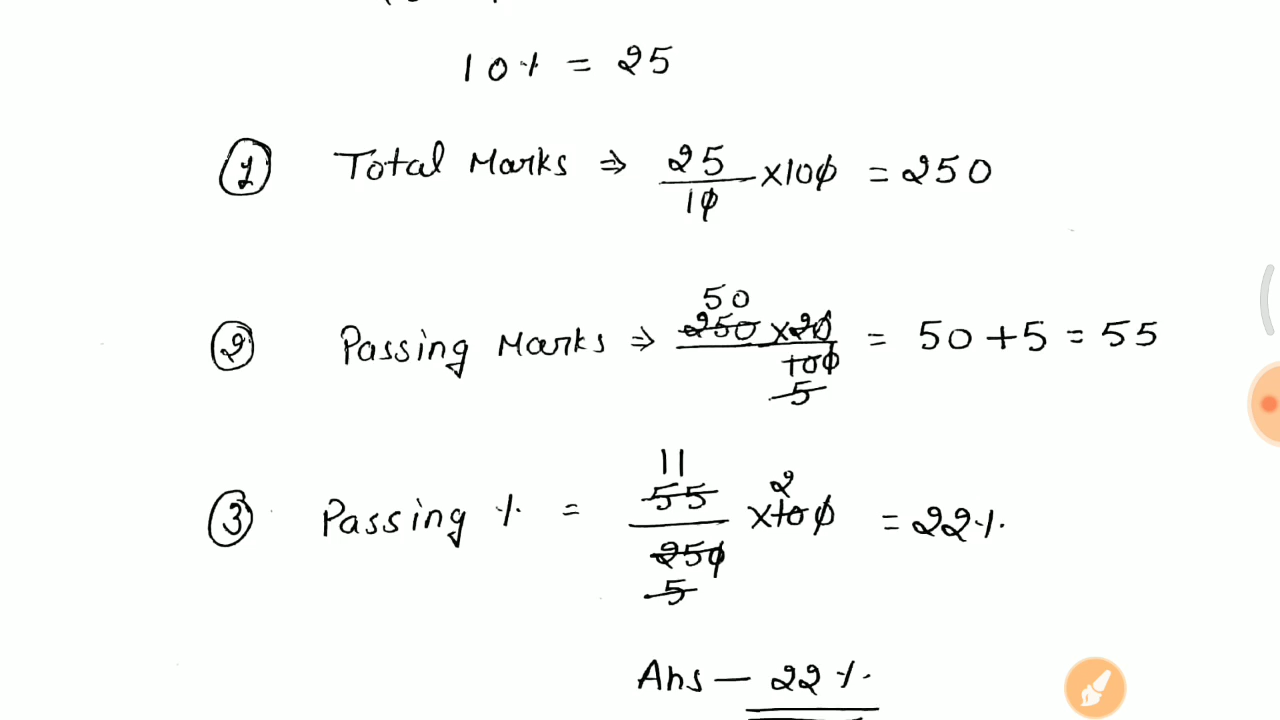 10% = 25
① Total Marks ⇒ 25/10 ×100 = 250
50
② Passing Marks ⇒ 250 ×20/100 = 50 + 5 = 55
5
11 2
③ Passing % = 55/250 ×100 = 22%.
5
Ans — 22%.